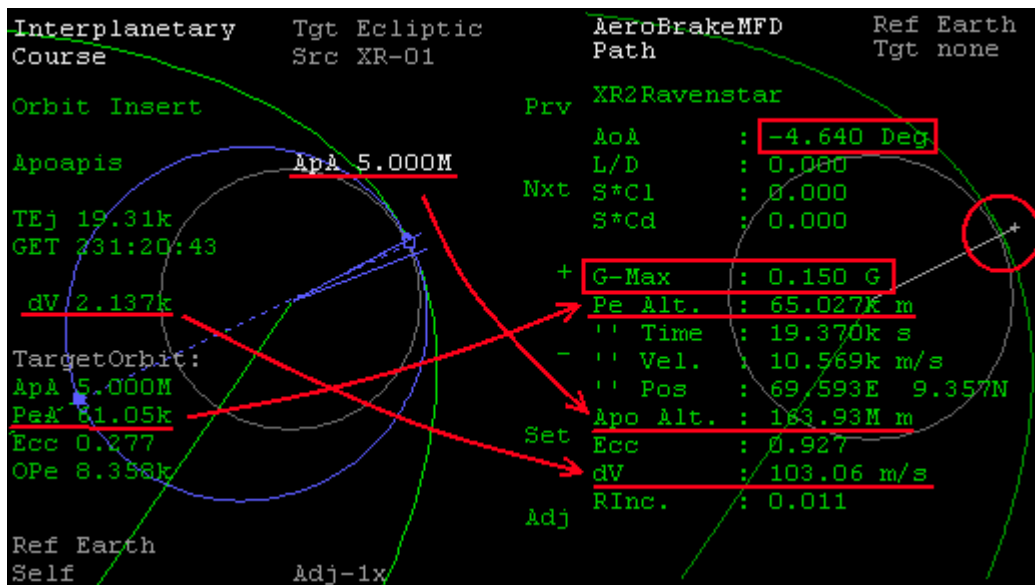 Interplanetary Tgt Ecliptic
Course Src XR-01
Orbit Insert
Prv
Apoapis ApA 5.000M
Nxt
TEj 19.31k
GET 231:20:43
+
dV 2.137k
-
TargetOrbit:
ApA 5.000M
PeA 61.05k
Set
Ecc 0.277
OPe 8.358k
Adj
Ref Earth
Self Adj-1x
AeroBrakeMFD Ref Earth
Path Tgt none
XR2Ravenstar
AoA : -4.640 Deg
L/D : 0.000
S*Cl : 0.000
S*Cd : 0.000
G-Max : 0.150 G
Pe Alt. : 65.027k m
'' Time : 19.370k s
'' Vel. : 10.569k m/s
'' Pos : 69.593E 9.357N
Apo Alt. : 163.93M m
Ecc : 0.927
dV : 103.06 m/s
RInc. : 0.011